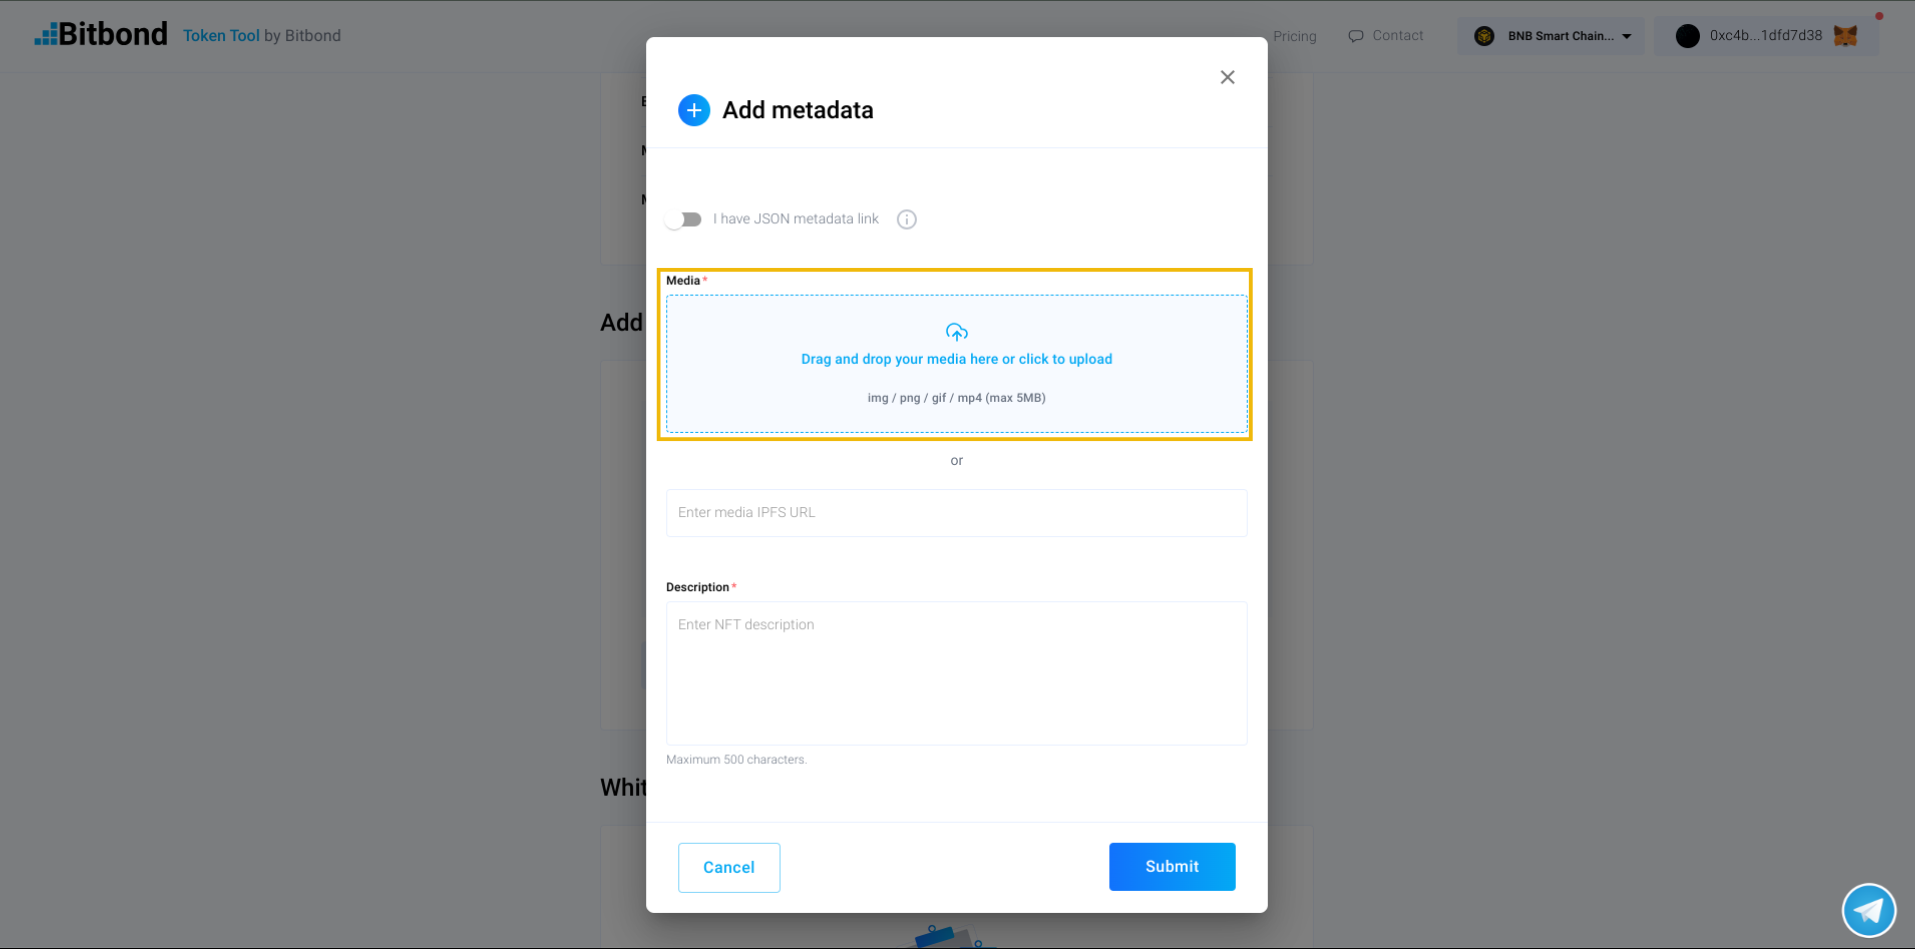 Bitbond Token Tool by Bitbond
Pricing
Contact
BNB Smart Chain...
0xc4b...1dfd7d38
Add metadata
I have JSON metadata link
Media *
Drag and drop your media here or click to upload
img / png / gif / mp4 (max 5MB)
or
Enter media IPFS URL
Description *
Enter NFT description
Maximum 500 characters.
Cancel
Submit
Add
Whit